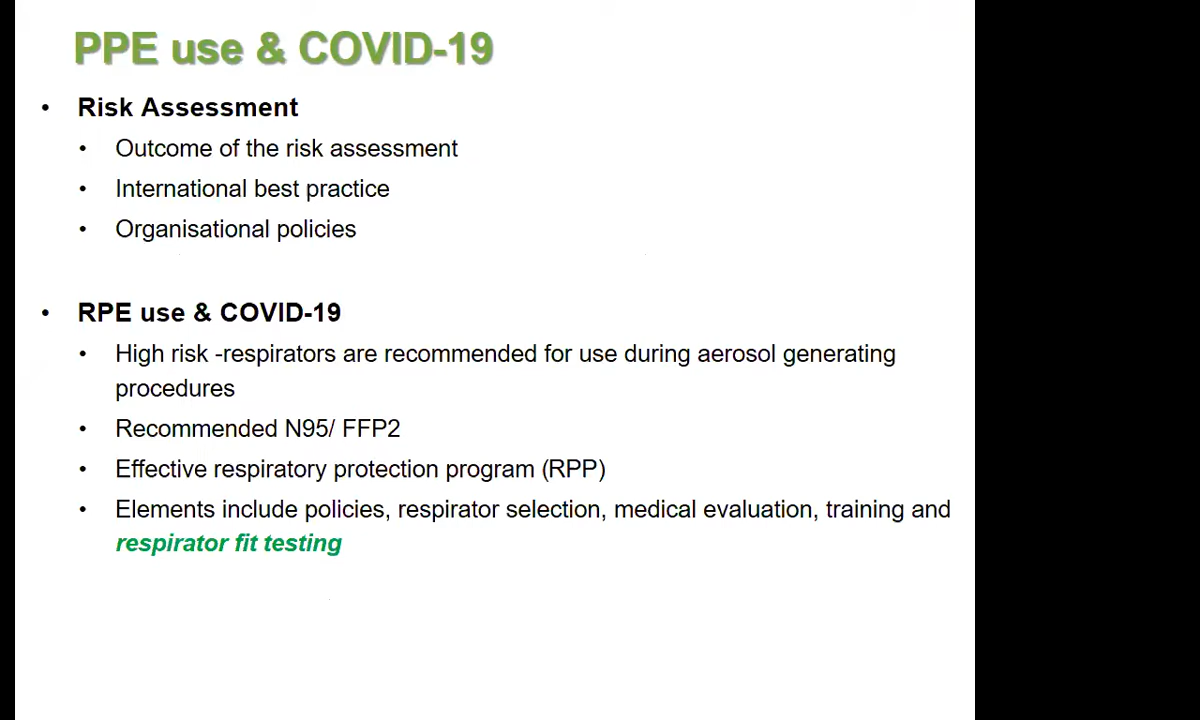 PPE use & COVID-19
• Risk Assessment
• Outcome of the risk assessment
• International best practice
• Organisational policies
• RPE use & COVID-19
• High risk -respirators are recommended for use during aerosol generating
procedures
• Recommended N95/ FFP2
• Effective respiratory protection program (RPP)
• Elements include policies, respirator selection, medical evaluation, training and
respirator fit testing